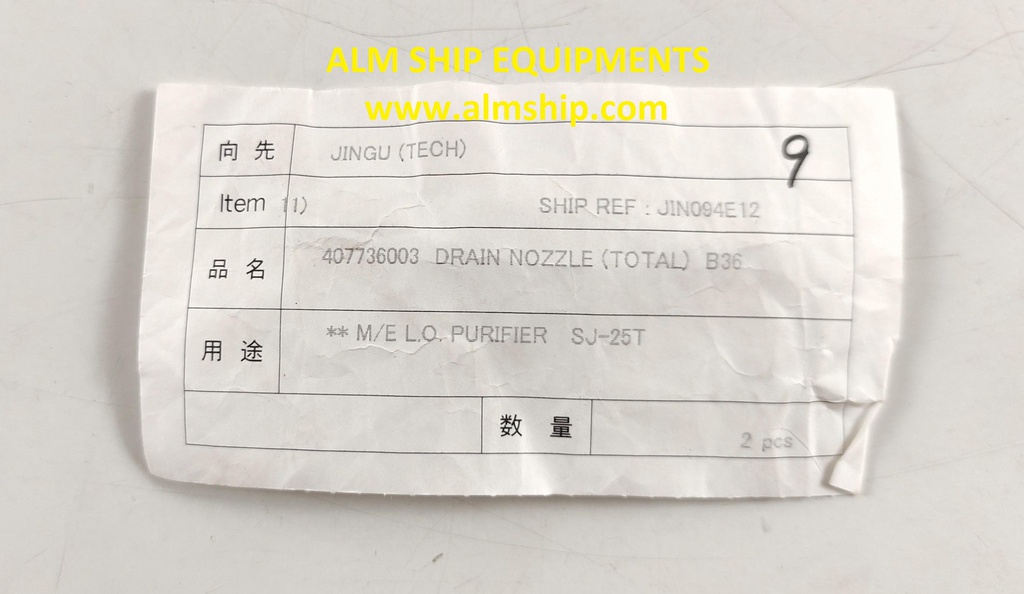 ALM SHIP EQUIPMENTS
www.almship.com
向先 JINGU (TECH) 9
Item 11) SHIP REF : JIN094E12
品名 407736003 DRAIN NOZZLE (TOTAL) B36
用途 ** M/E L.O. PURIFIER SJ-25T
数量 2 pcs